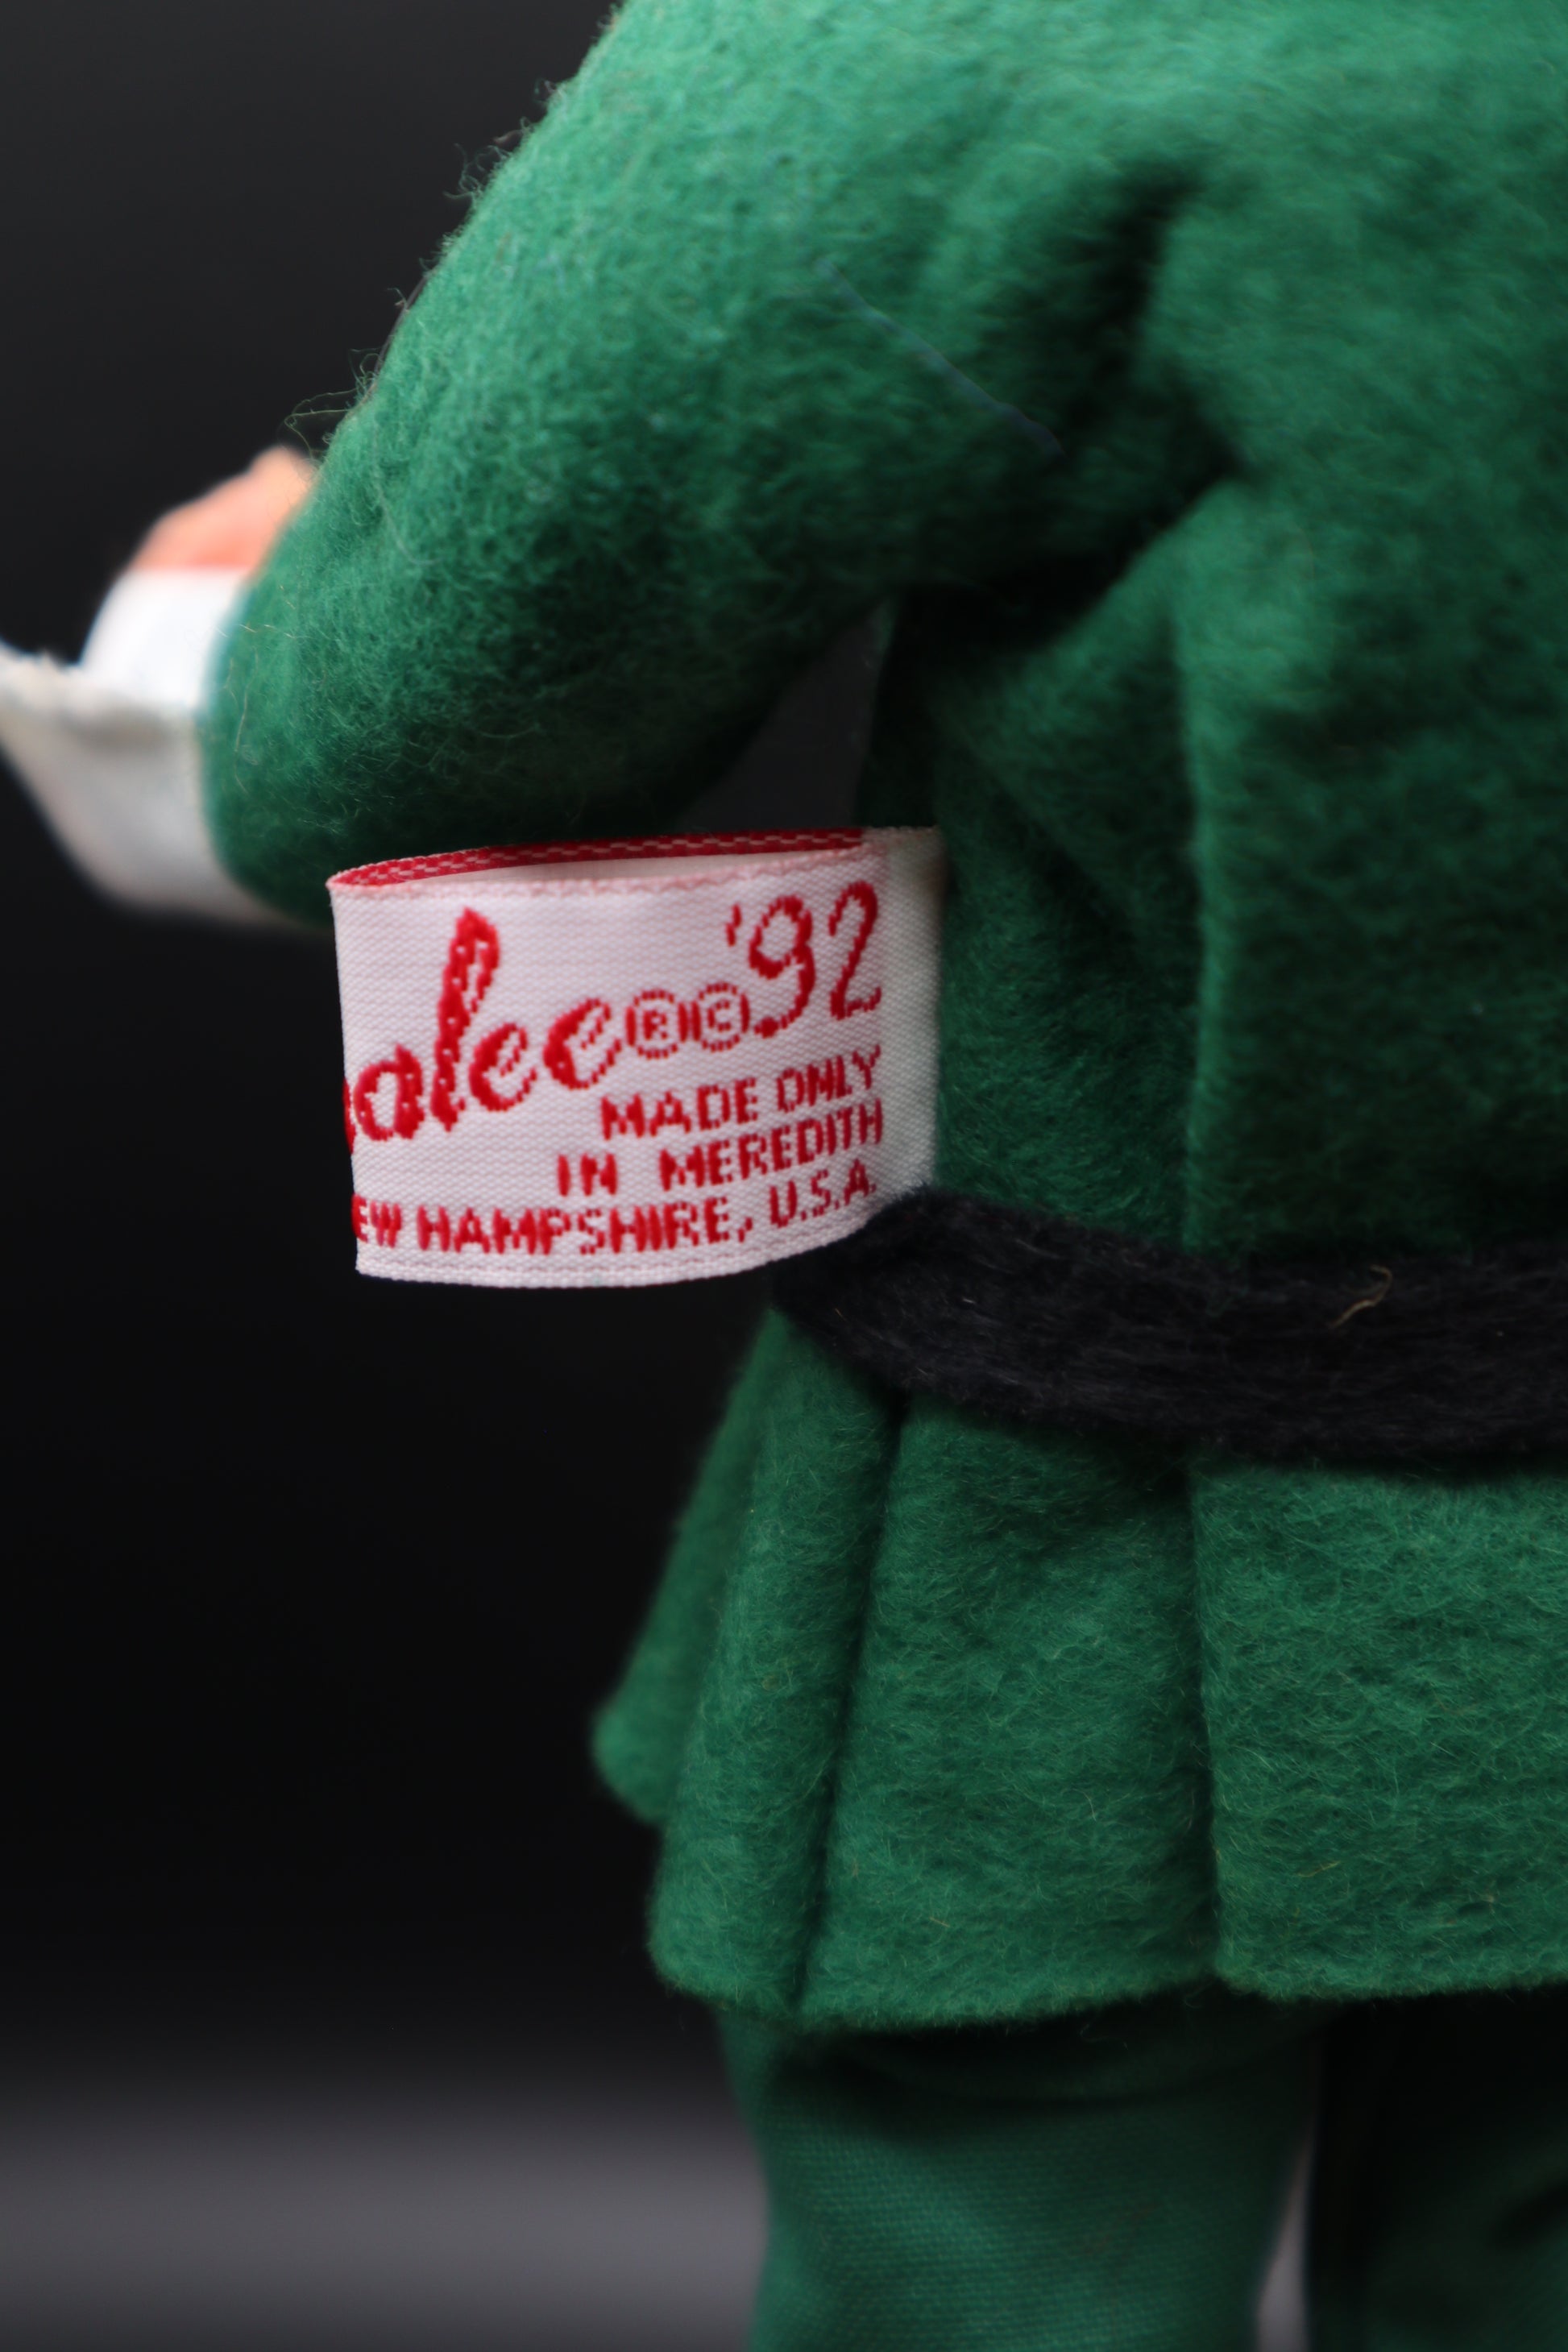 alee®©'92
MADE ONLY
IN MEREDITH
EW HAMPSHIRE, U.S.A.